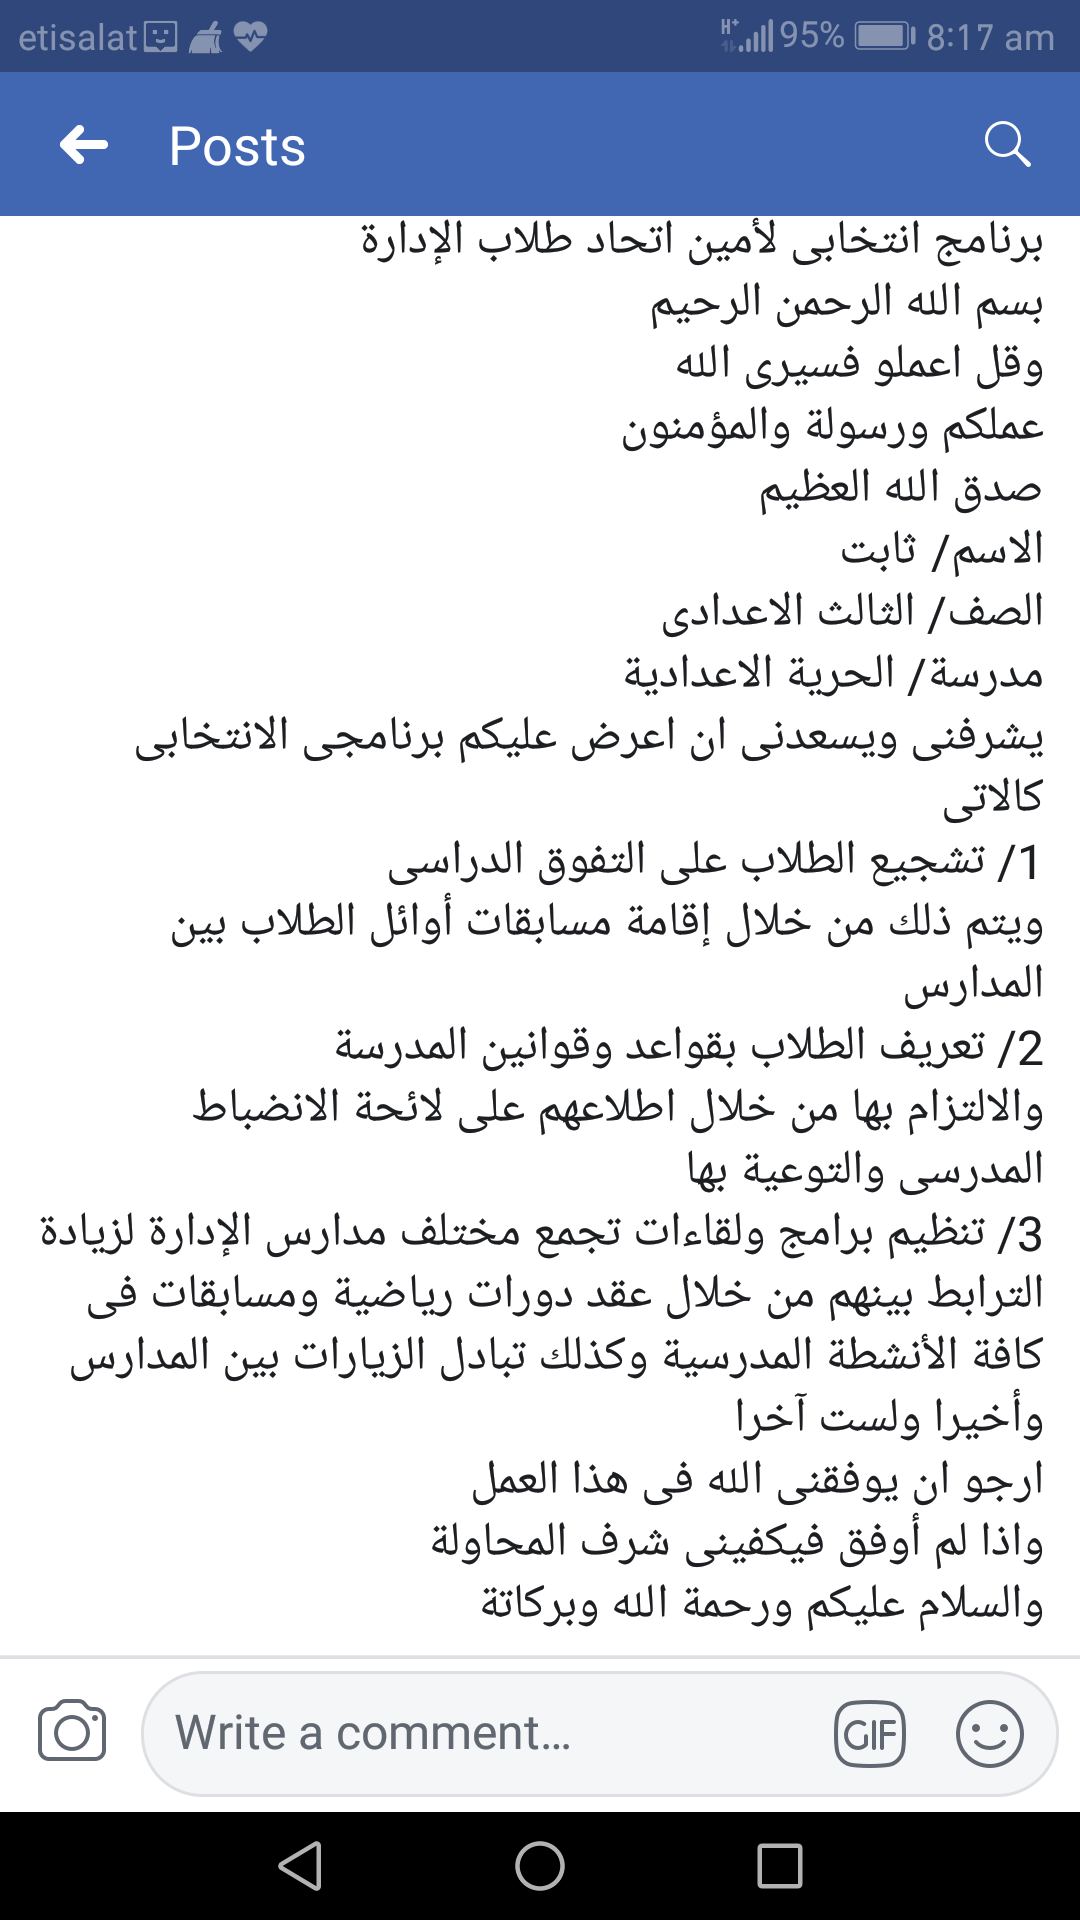 etisalat 95% 8:17 am
Posts
برنامج انتخابى لأمين اتحاد طلاب الإدارة
بسم الله الرحمن الرحيم
وقل اعملو فسيرى الله
عملكم ورسولة والمؤمنون
صدق الله العظيم
الاسم/ ثابت
الصف/ الثالث الاعدادى
مدرسة/ الحرية الاعدادية
يشرفنى ويسعدنى ان اعرض عليكم برنامجى الانتخابى
كالاتى
1/ تشجيع الطلاب على التفوق الدراسى
ويتم ذلك من خلال إقامة مسابقات أوائل الطلاب بين
المدارس
2/ تعريف الطلاب بقواعد وقوانين المدرسة
والالتزام بها من خلال اطلاعهم على لائحة الانضباط
المدرسى والتوعية بها
3/ تنظيم برامج ولقاءات تجمع مختلف مدارس الإدارة لزيادة
الترابط بينهم من خلال عقد دورات رياضية ومسابقات فى
كافة الأنشطة المدرسية وكذلك تبادل الزيارات بين المدارس
وأخيرا ولست آخرا
ارجو ان يوفقنى الله فى هذا العمل
واذا لم أوفق فيكفينى شرف المحاولة
والسلام عليكم ورحمة الله وبركاتة
Write a comment... GIF